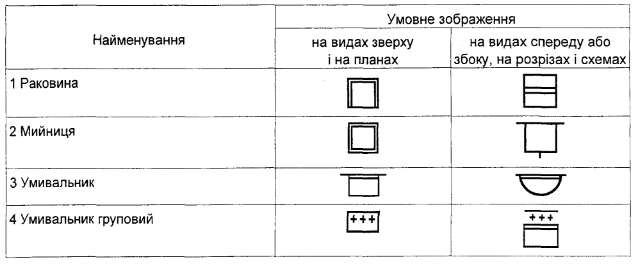 Найменування
Умовне зображення
на видах зверху
і на планах
на видах спереду або
збоку, на розрізах і схемах
1 Раковина
2 Мийниця
3 Умивальник
4 Умивальник груповий